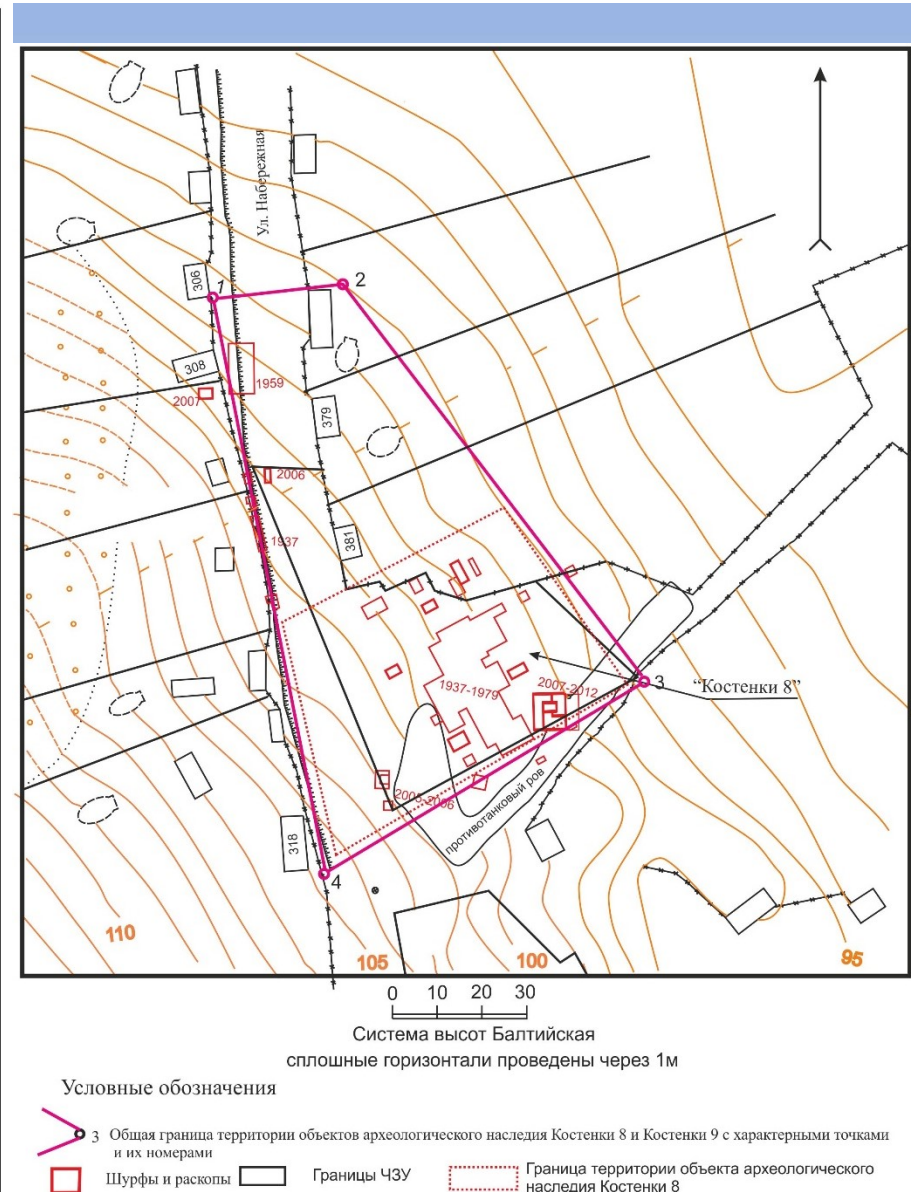 Ул. Набережная
306
1
2
308
1959
2007
379
2006
1937
381
3
"Костенки 8"
1937-1979
2007-2012
2005-2006
противотанковый ров
318
4
110
105
100
95
0 10 20 30
Система высот Балтийская
сплошные горизонтали проведены через 1м
Условные обозначения
3 Общая граница территории объектов археологического наследия Костенки 8 и Костенки 9 с характерными точками
и их номерами
Шурфы и раскопы Границы ЧЗУ Граница территории объекта археологического
наследия Костенки 8